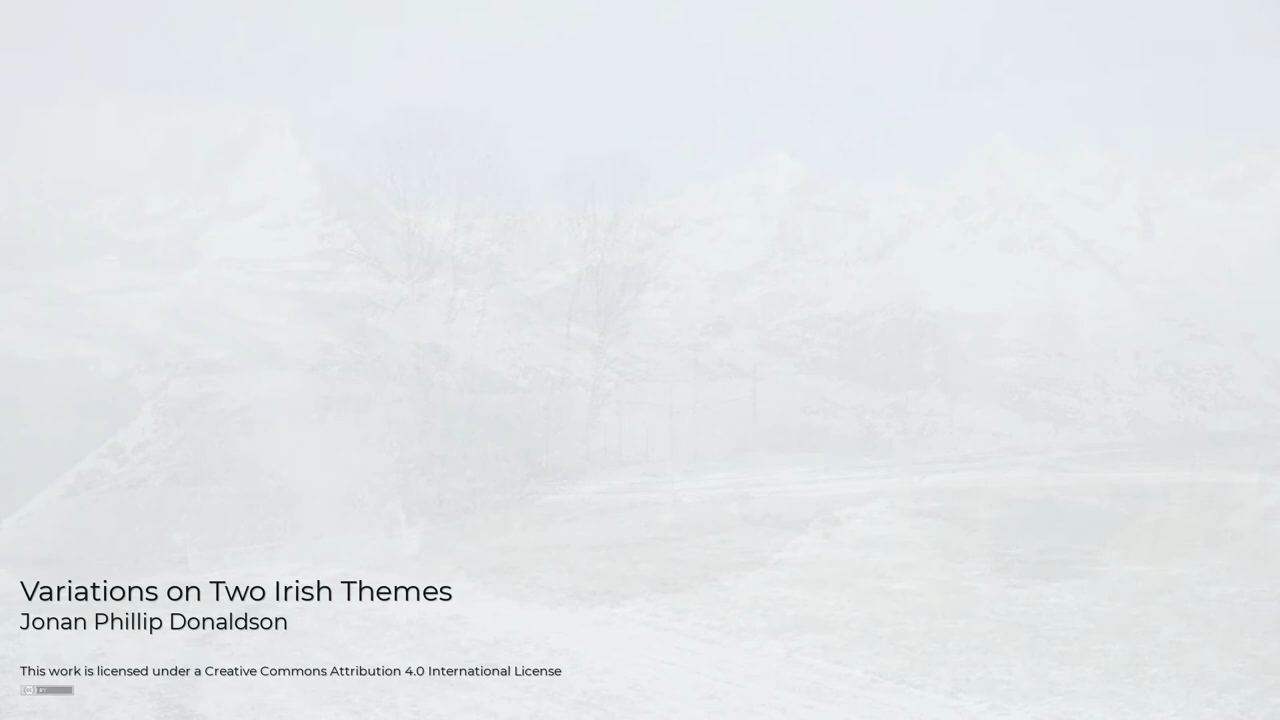 Variations on Two Irish Themes
Jonan Phillip Donaldson
This work is licensed under a Creative Commons Attribution 4.0 International License
BY